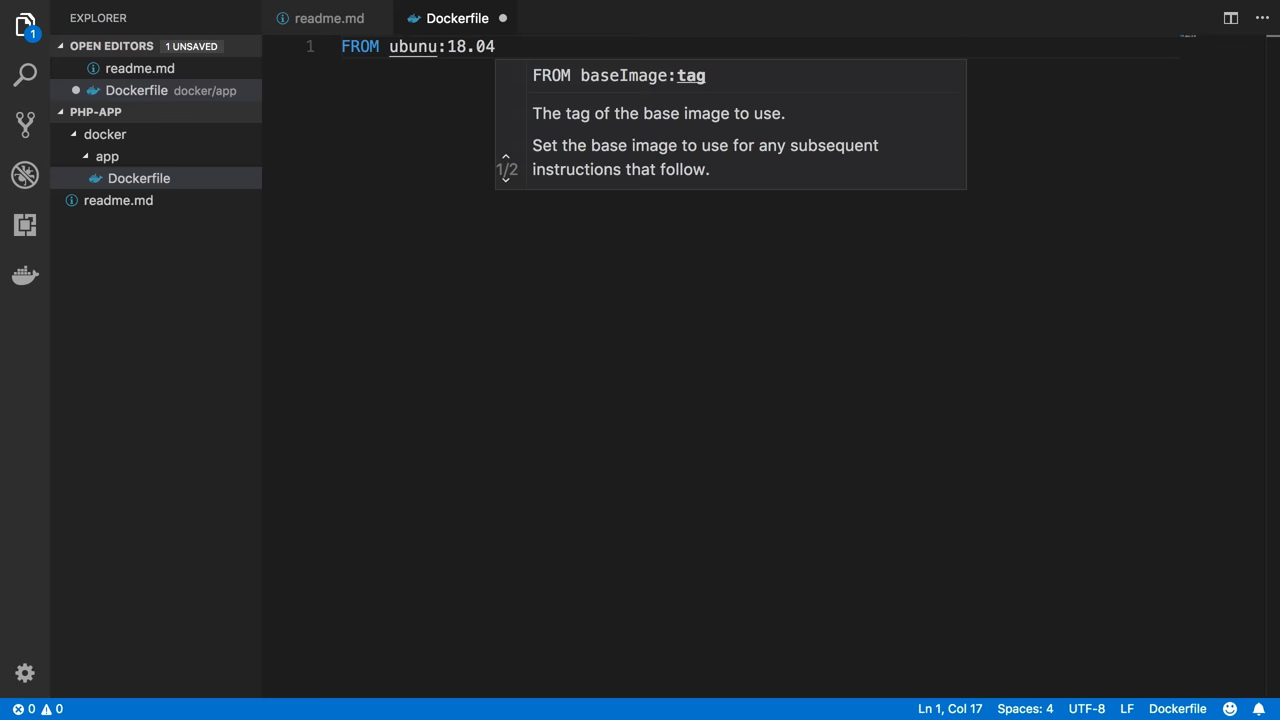 EXPLORER
OPEN EDITORS 1 UNSAVED
readme.md
Dockerfile docker/app
PHP-APP
docker
app
Dockerfile
readme.md
1
readme.md
Dockerfile
1 FROM ubunu:18.04
FROM baseImage:tag
The tag of the base image to use.
Set the base image to use for any subsequent
1/2 instructions that follow.
0 0
Ln 1, Col 17 Spaces: 4 UTF-8 LF Dockerfile